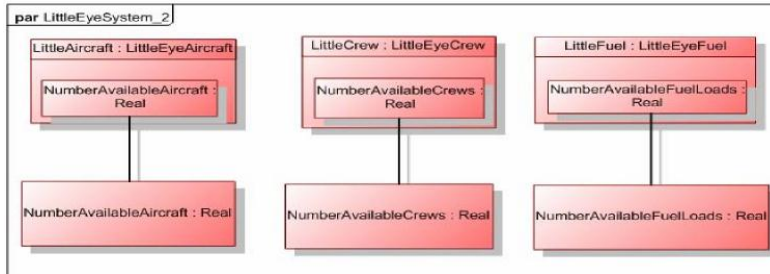 par LittleEyeSystem_2
LittleAircraft : LittleEyeAircraft
NumberAvailableAircraft :
Real
NumberAvailableAircraft : Real
LittleCrew : LittleEyeCrew
NumberAvailableCrews :
Real
NumberAvailableCrews : Real
LittleFuel : LittleEyeFuel
NumberAvailableFuelLoads :
Real
NumberAvailableFuelLoads : Real